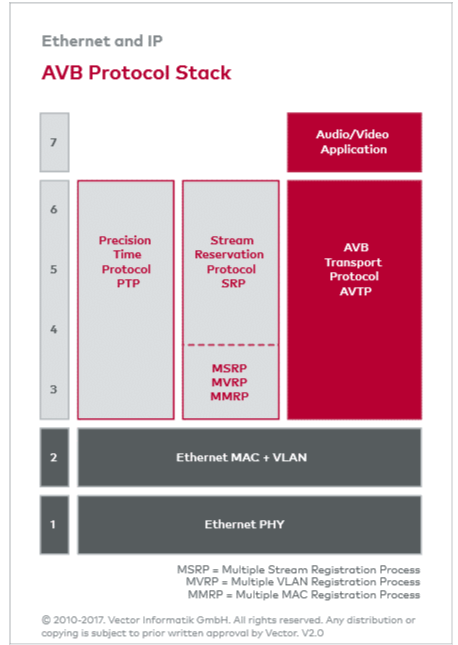 Ethernet and IP
AVB Protocol Stack
7
Audio/Video
Application
6
5
4
3
Precision
Time
Protocol
PTP
Stream
Reservation
Protocol
SRP
MSRP
MVRP
MMRP
AVB
Transport
Protocol
AVTP
2
Ethernet MAC + VLAN
1
Ethernet PHY
MSRP = Multiple Stream Registration Process
MVRP = Multiple VLAN Registration Process
MMRP = Multiple MAC Registration Process
© 2010-2017. Vector Informatik GmbH. All rights reserved. Any distribution or
copying is subject to prior written approval by Vector. V2.0